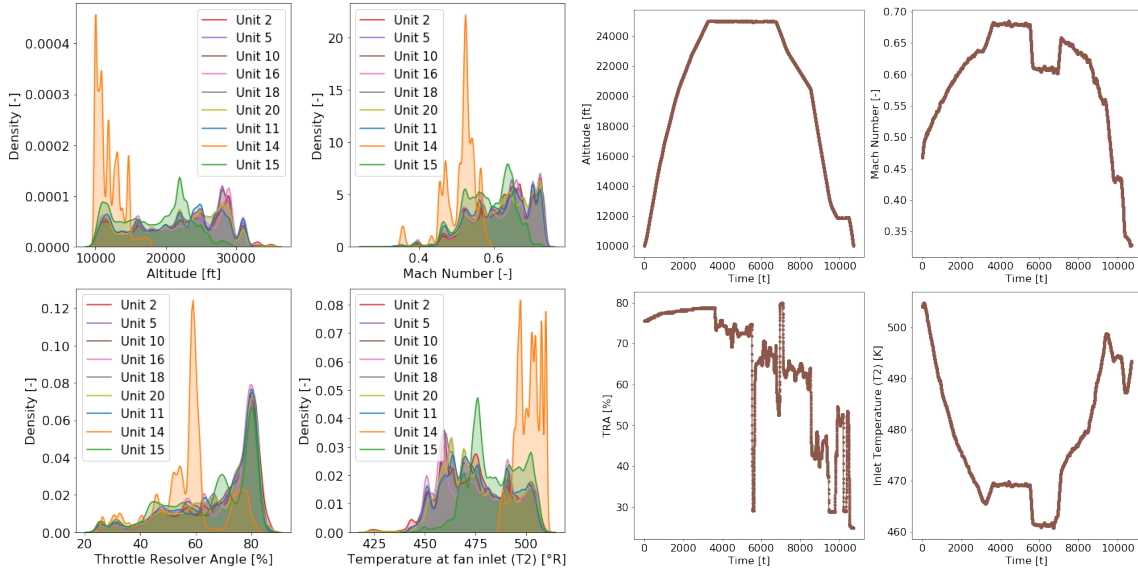 Density [-]
0.0004
0.0003
0.0002
0.0001
0.0000
10000 20000 30000
Altitude [ft]
Unit 2
Unit 5
Unit 10
Unit 16
Unit 18
Unit 20
Unit 11
Unit 14
Unit 15
Density [-]
20
15
10
5
0
0.4 0.6
Mach Number [-]
Unit 2
Unit 5
Unit 10
Unit 16
Unit 18
Unit 20
Unit 11
Unit 14
Unit 15
Altitude [ft]
24000
22000
20000
18000
16000
14000
12000
10000
0 2000 4000 6000 8000 10000
Time [t]
Mach Number [-]
0.70
0.65
0.60
0.55
0.50
0.45
0.40
0.35
0 2000 4000 6000 8000 10000
Time [t]
Density [-]
0.12
0.10
0.08
0.06
0.04
0.02
0.00
20 40 60 80
Throttle Resolver Angle [%]
Unit 2
Unit 5
Unit 10
Unit 16
Unit 18
Unit 20
Unit 11
Unit 14
Unit 15
Density [-]
0.08
0.07
0.06
0.05
0.04
0.03
0.02
0.01
0.00
425 450 475 500
Temperature at fan inlet (T2) [°R]
Unit 2
Unit 5
Unit 10
Unit 16
Unit 18
Unit 20
Unit 11
Unit 14
Unit 15
TRA [%]
80
70
60
50
40
30
0 2000 4000 6000 8000 10000
Time [t]
Inlet Temperature (T2) [K]
500
490
480
470
460
0 2000 4000 6000 8000 10000
Time [t]